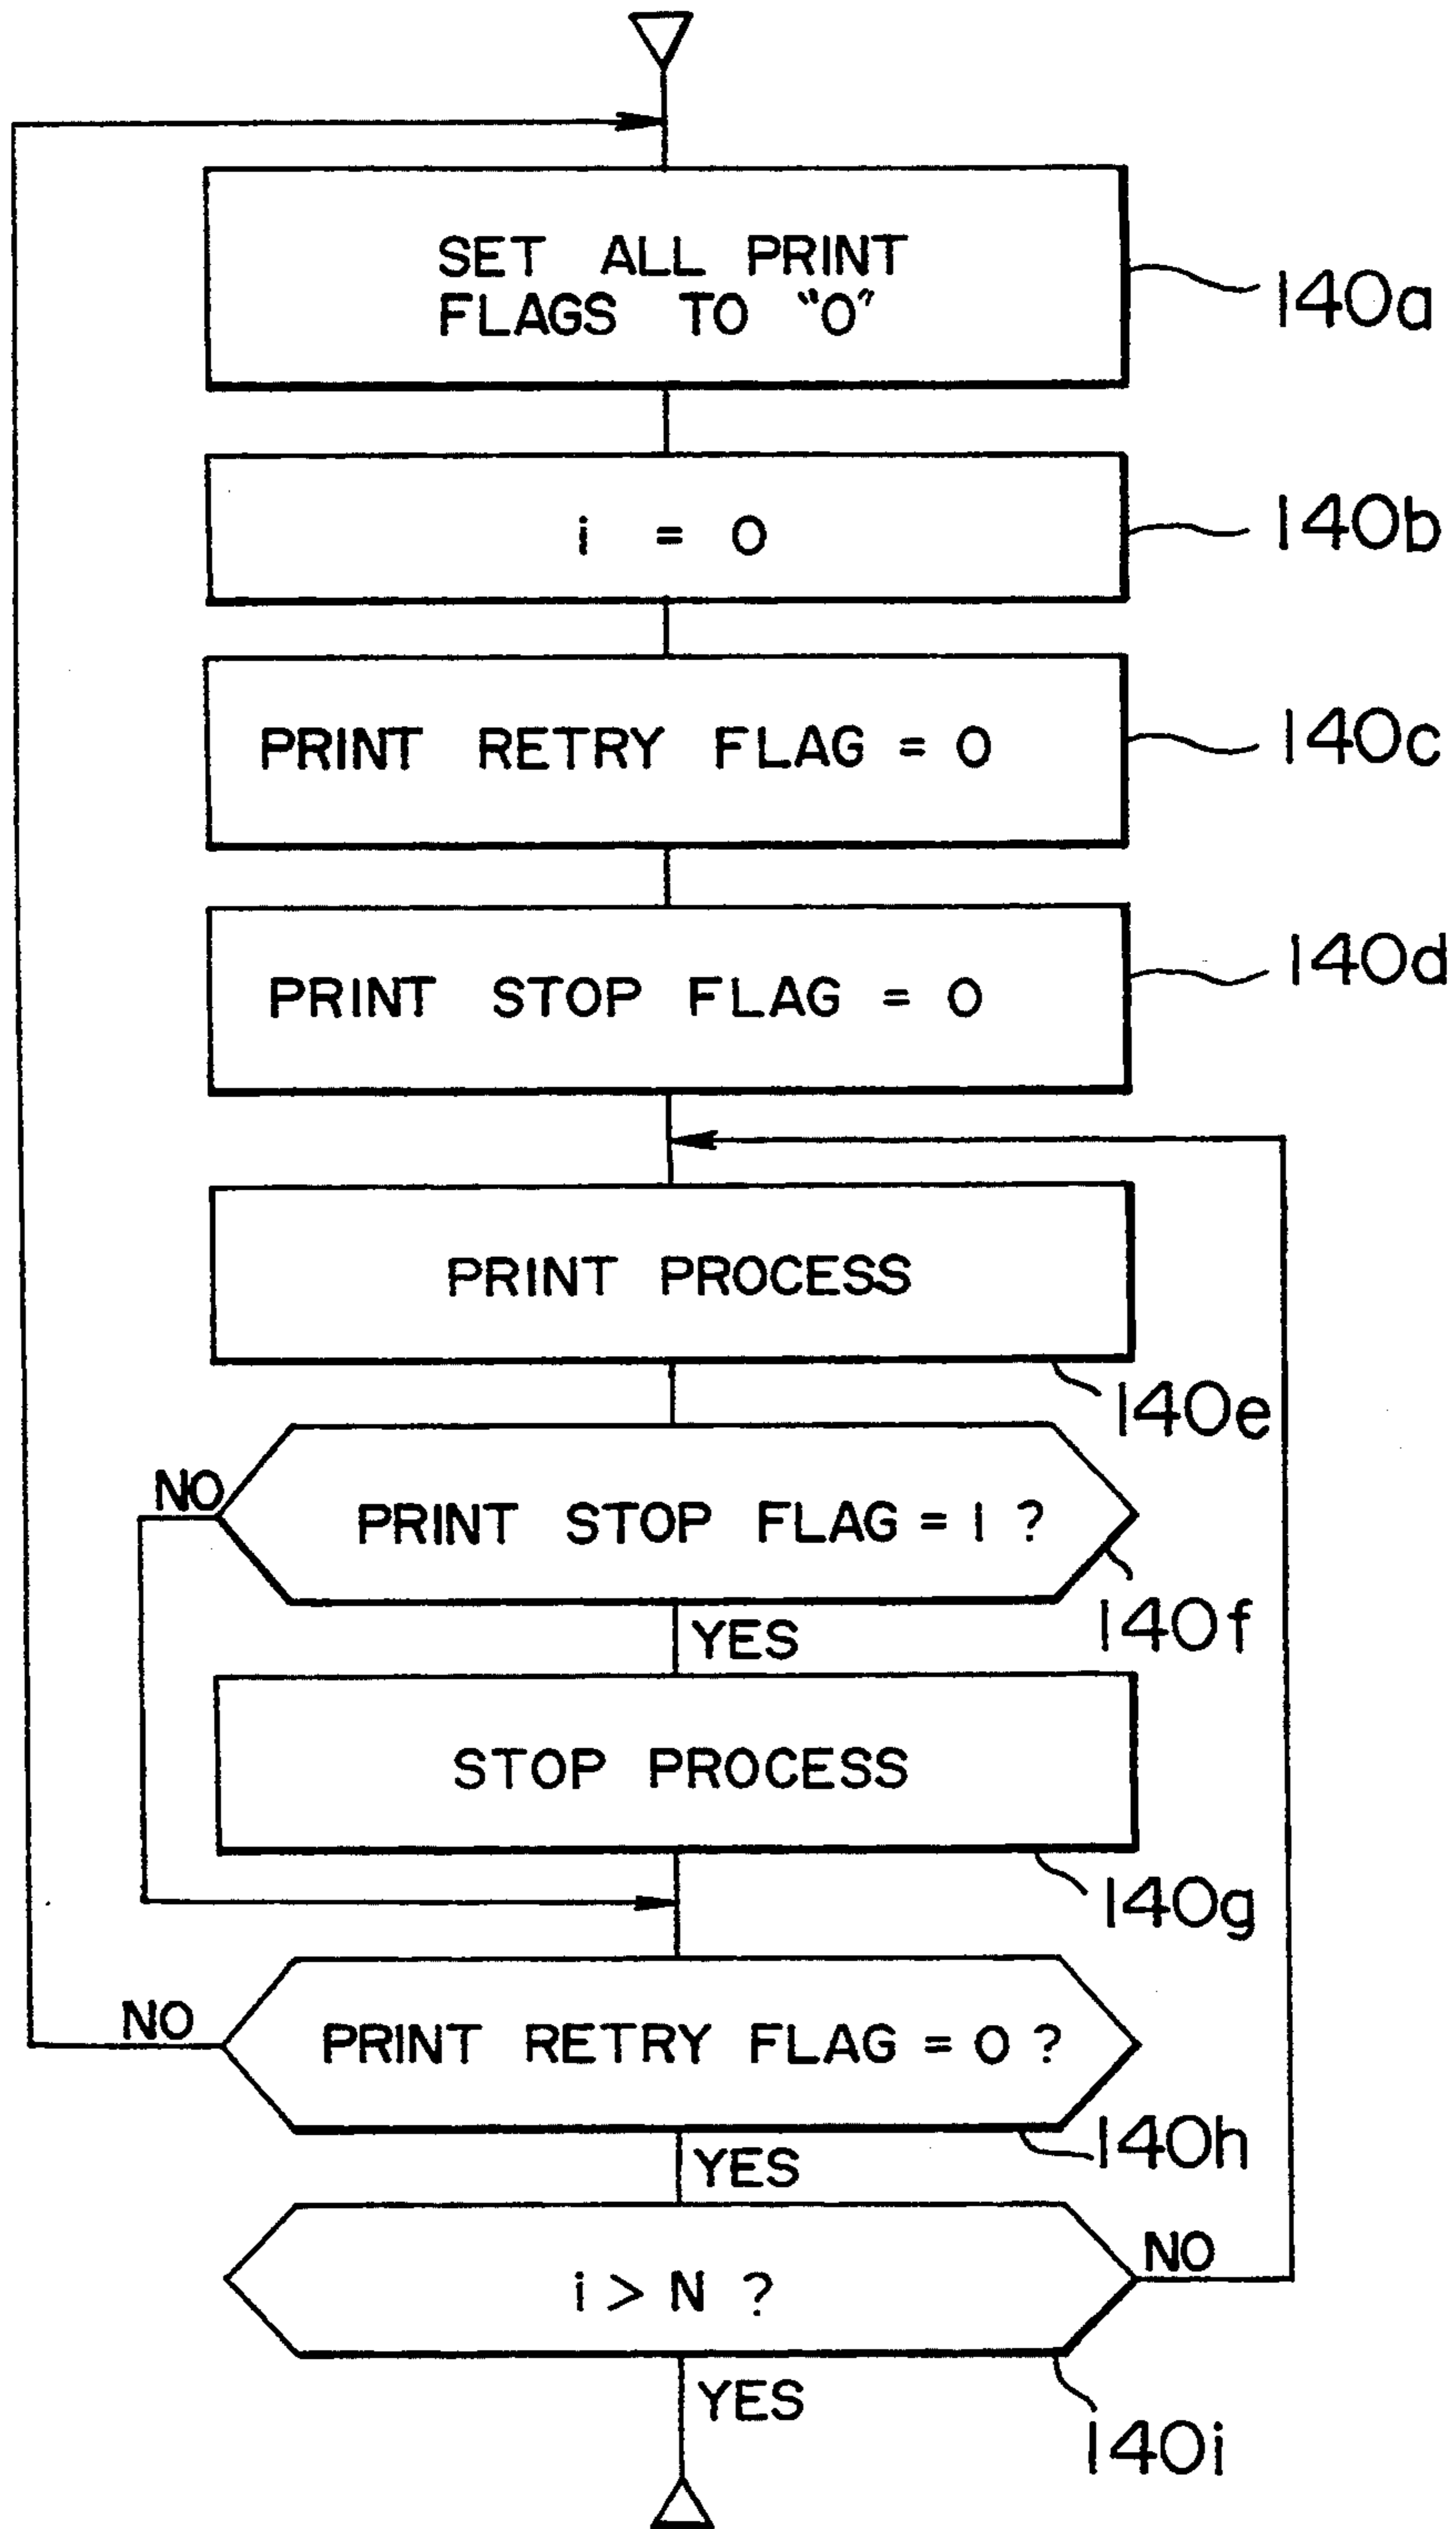 SET ALL PRINT
FLAGS TO "0"
140a
i = 0
140b
PRINT RETRY FLAG = 0
140c
PRINT STOP FLAG = 0
140d
PRINT PROCESS
140e
NO
PRINT STOP FLAG = 1 ?
140f
YES
STOP PROCESS
140g
NO
PRINT RETRY FLAG = 0 ?
140h
YES
NO
i > N ?
YES
140i